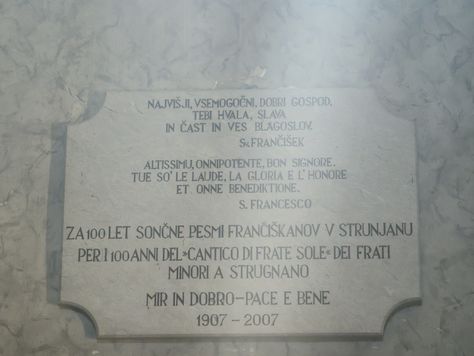 NAJVIŠJI, VSEMOGOČNI, DOBRI GOSPOD,
TEBI HVALA, SLAVA
IN ČAST IN VES BLAGOSLOV.
Sv. FRANČIŠEK
ALTISSIMU, ONNIPOTENTE, BON SIGNORE.
TUE SO' LE LAUDE, LA GLORIA E L'HONORE
ET ONNE BENEDIKTIONE.
S. FRANCESCO
ZA 100 LET SONČNE PESMI FRANČIŠKANOV V STRUNJANU
PER I 100 ANNI DEL »CANTICO DI FRATE SOLE« DEI FRATI
MINORI A STRUGNANO
MIR IN DOBRO - PACE E BENE
1907 - 2007